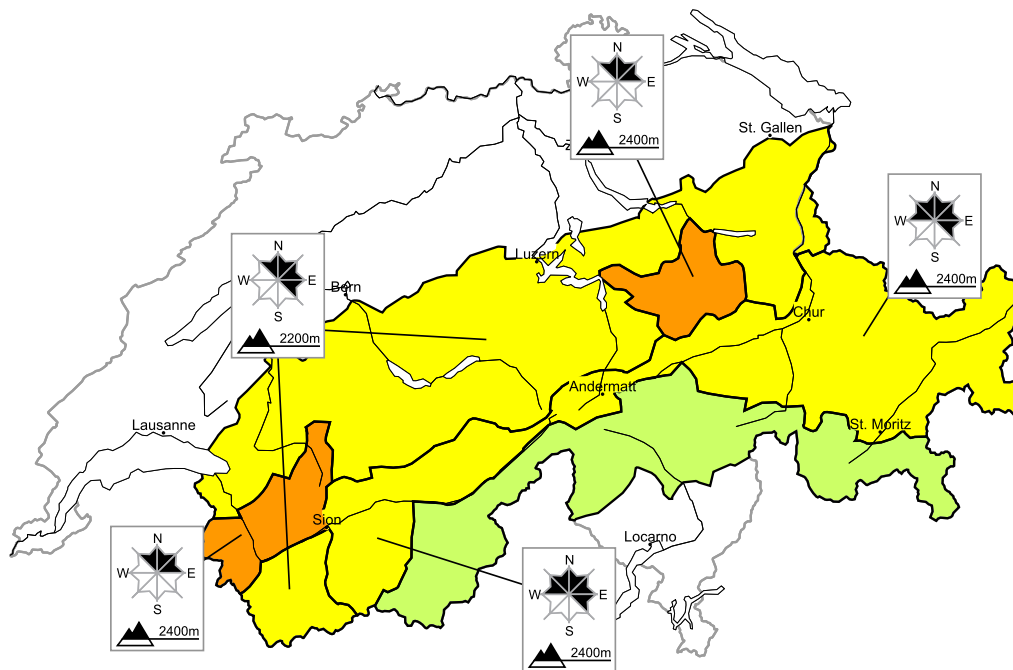 N
W E
S
2400m
St. Gallen
N
W E
S
2400m
N
W E
S
2200m
Luzern
Bern
Chur
Andermatt
Lausanne
St. Moritz
Sion
Locarno
N
W E
S
2400m
N
W E
S
2400m